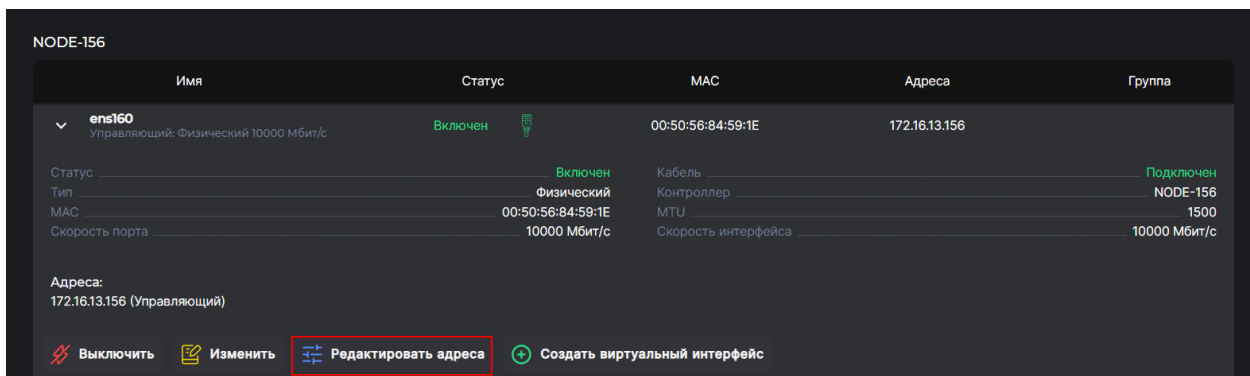 NODE-156
Имя Статус MAC Адреса Группа
ens160
Управляющий: Физический 10000 Мбит/с
Включен 00:50:56:84:59:1E 172.16.13.156
Статус Включен Кабель Подключен
Тип Физический Контроллер NODE-156
MAC 00:50:56:84:59:1E MTU 1500
Скорость порта 10000 Мбит/с Скорость интерфейса 10000 Мбит/с
Адреса:
172.16.13.156 (Управляющий)
Выключить Изменить Редактировать адреса Создать виртуальный интерфейс